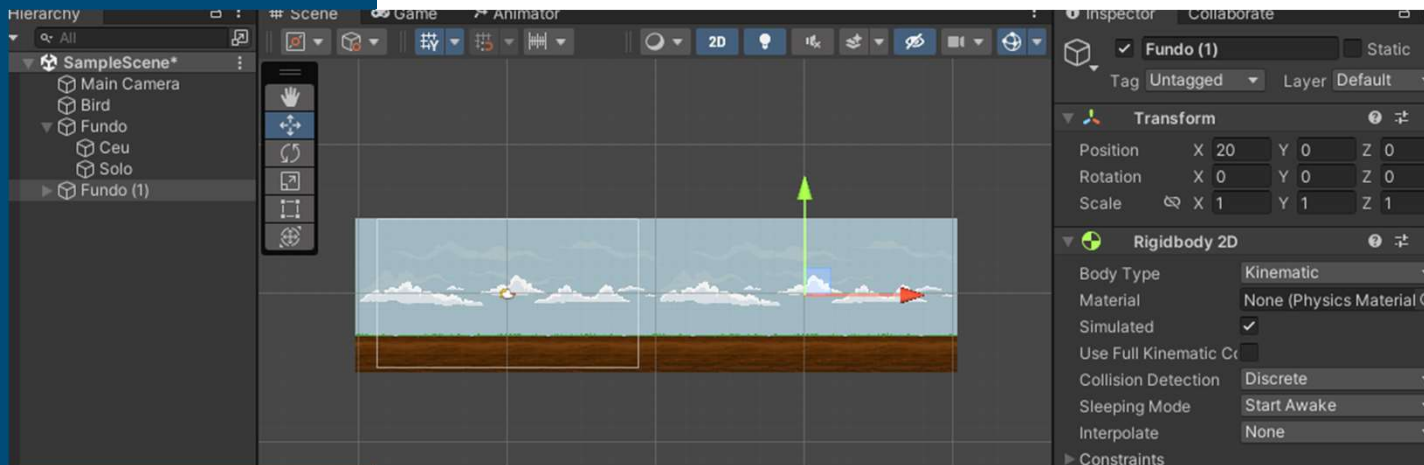 Hierarchy
All
SampleScene*
Main Camera
Bird
Fundo
Ceu
Solo
Fundo (1)
# Scene Game Animator
2D
Inspector Collaborate
Fundo (1) Static
Tag Untagged Layer Default
Transform
Position X 20 Y 0 Z 0
Rotation X 0 Y 0 Z 0
Scale X 1 Y 1 Z 1
Rigidbody 2D
Body Type Kinematic
Material None (Physics Material
Simulated
Use Full Kinematic Co
Collision Detection Discrete
Sleeping Mode Start Awake
Interpolate None
Constraints